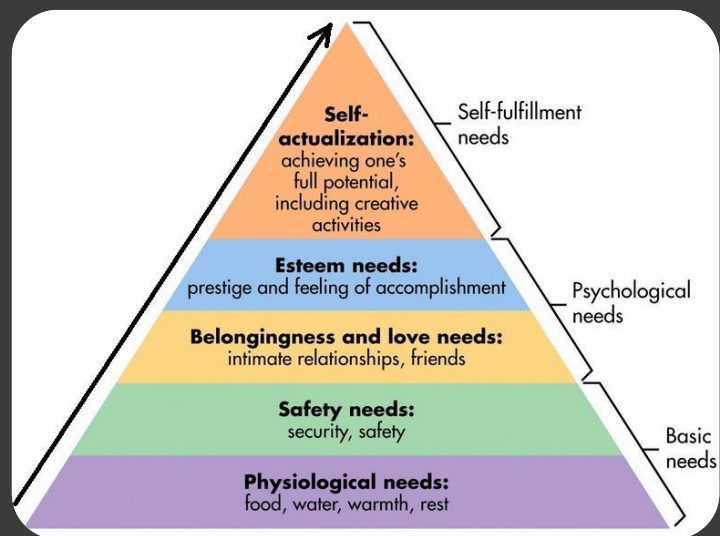 Self-
actualization:
achieving one's
full potential,
including creative
activities
Self-fulfillment
needs
Esteem needs:
prestige and feeling of accomplishment
Belongingness and love needs:
intimate relationships, friends
Psychological
needs
Safety needs:
security, safety
Physiological needs:
food, water, warmth, rest
Basic
needs